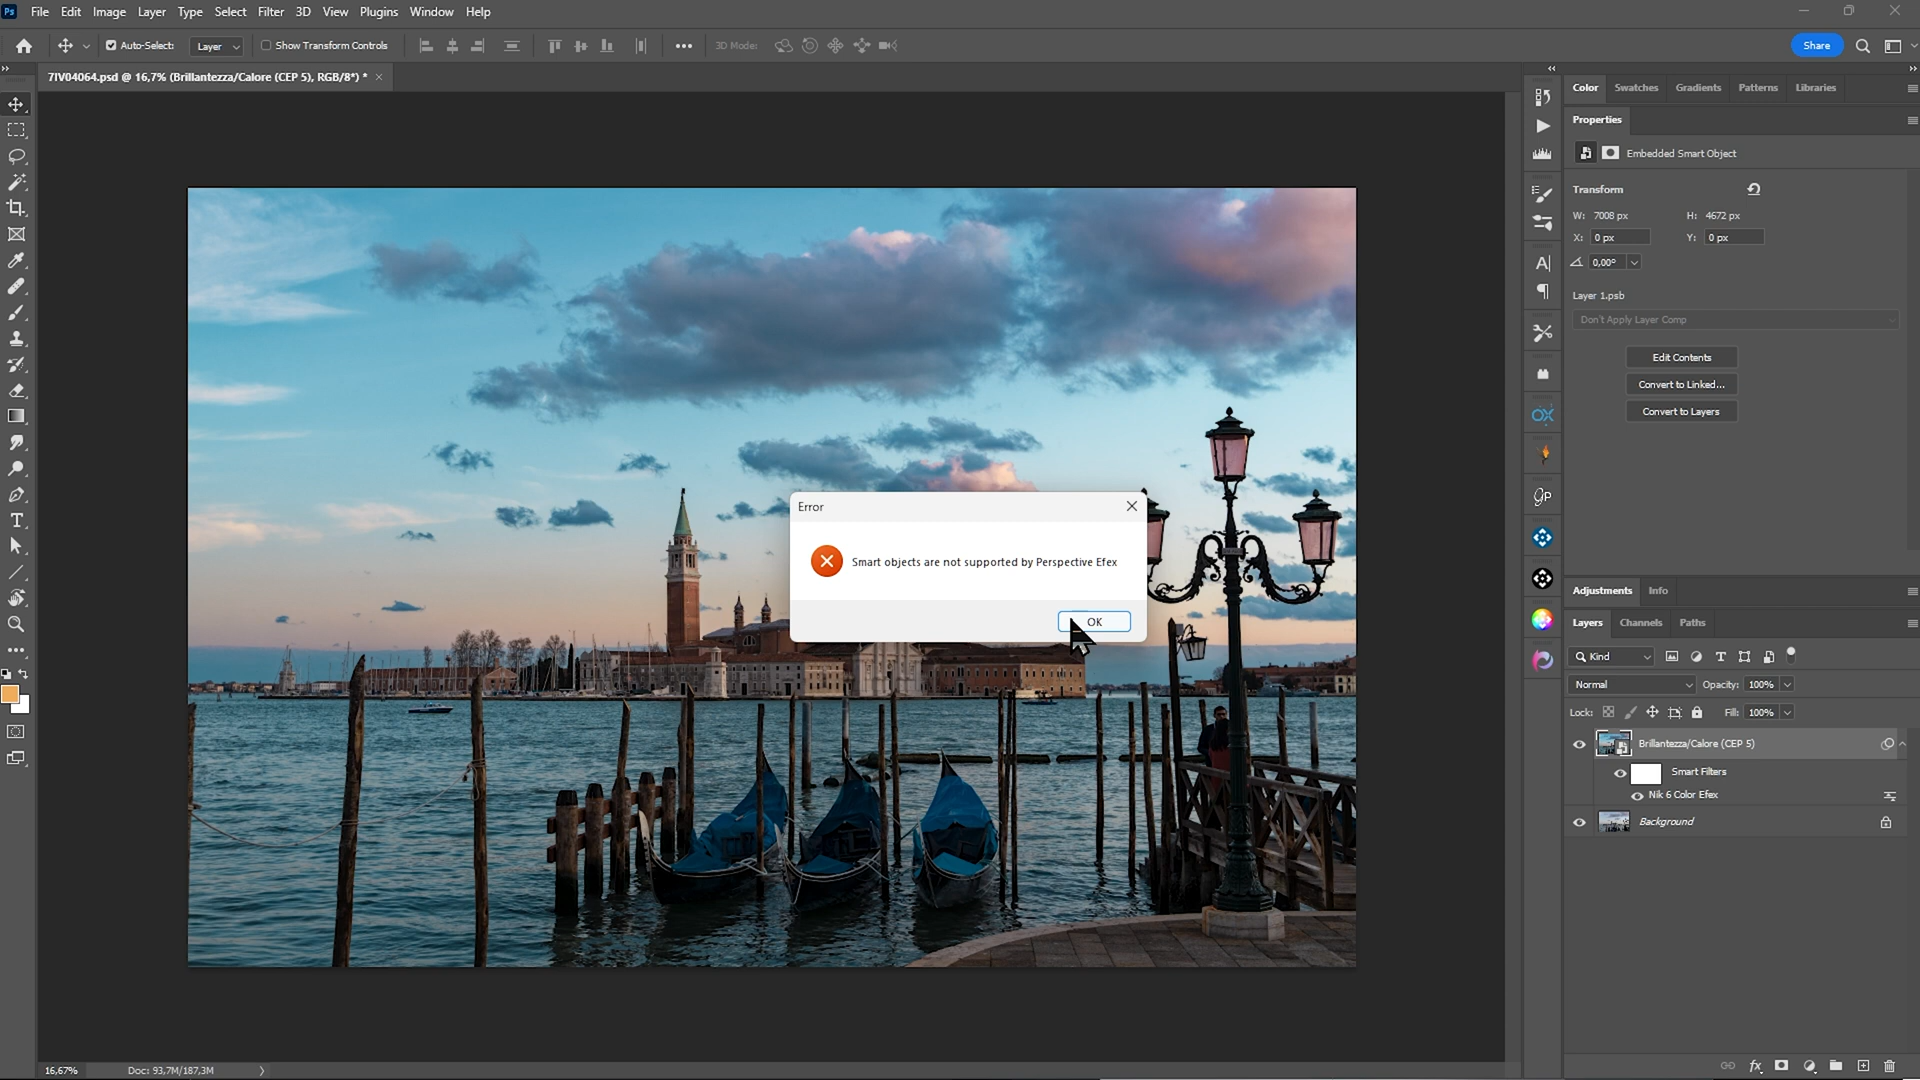 Ps File Edit Image Layer Type Select Filter 3D View Plugins Window Help
Auto-Select: Layer Show Transform Controls 3D Mode: Share
7IV04064.psd @ 16,7% (Brillantezza/Calore (CEP 5), RGB/8*) *
Color Swatches Gradients Patterns Libraries
Properties
Embedded Smart Object
Transform
W: 7008 px H: 4672 px
X: 0 px Y: 0 px
0,00°
Layer 1.psb
Don't Apply Layer Comp
Edit Contents
Convert to Linked...
Convert to Layers
Error
Smart objects are not supported by Perspective Efex
OK
Adjustments Info
Layers Channels Paths
Kind
Normal Opacity: 100%
Lock: Fill: 100%
Brillantezza/Calore (CEP 5)
Smart Filters
Nik 6 Color Efex
Background
16,67% Doc: 93,7M/187,3M